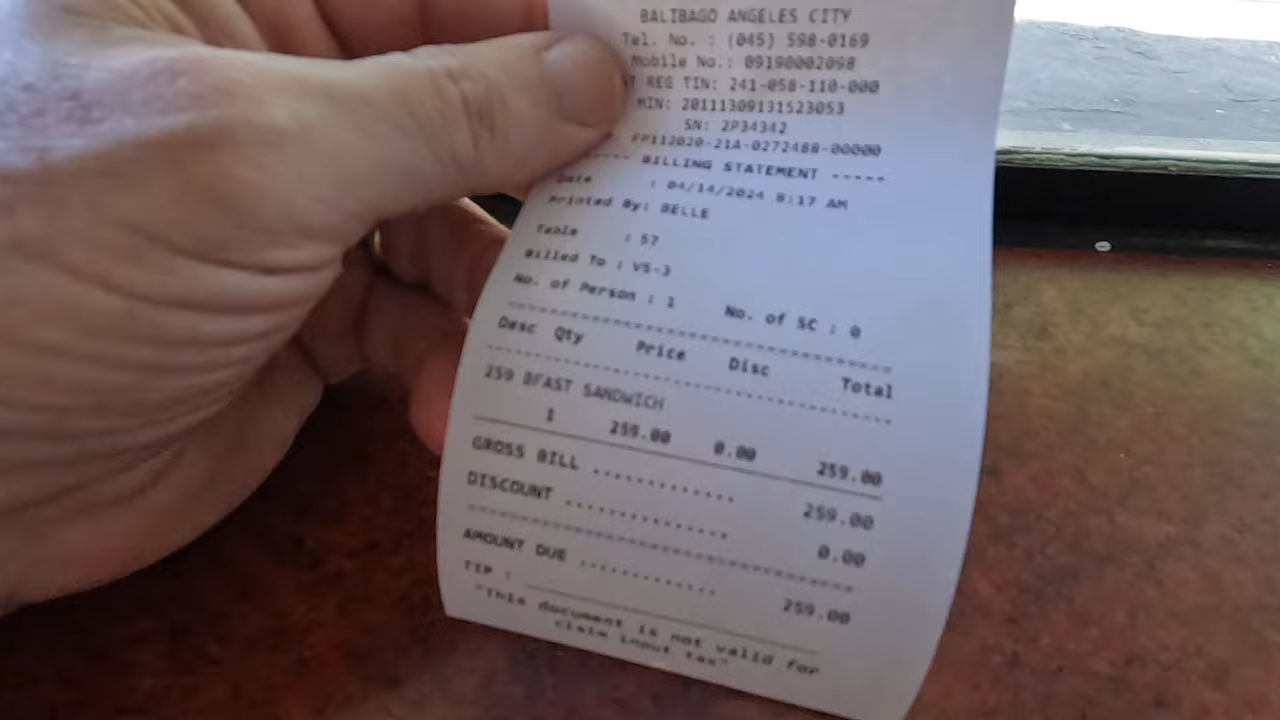 BALIBAGO ANGELES CITY
Tel. No. : (045) 598-0169
Mobile No.: 09190002098
REG TIN: 241-058-110-000
MIN: 20111309131523053
SN: 2P34342
FP112020-21A-0272488-00000
---- BILLING STATEMENT -----
Date : 04/14/2024 8:17 AM
Printed By: BELLE
Table : 57
Billed To : VS-3
No. of Person : 1 No. of SC : 0
Desc Qty Price Disc Total
259 BFAST SANDWICH
1 259.00 0.00 259.00
GROSS BILL ............. 259.00
DISCOUNT ............... 0.00
AMOUNT DUE ............. 259.00
TIP :
"This document is not valid for
claim input tax"